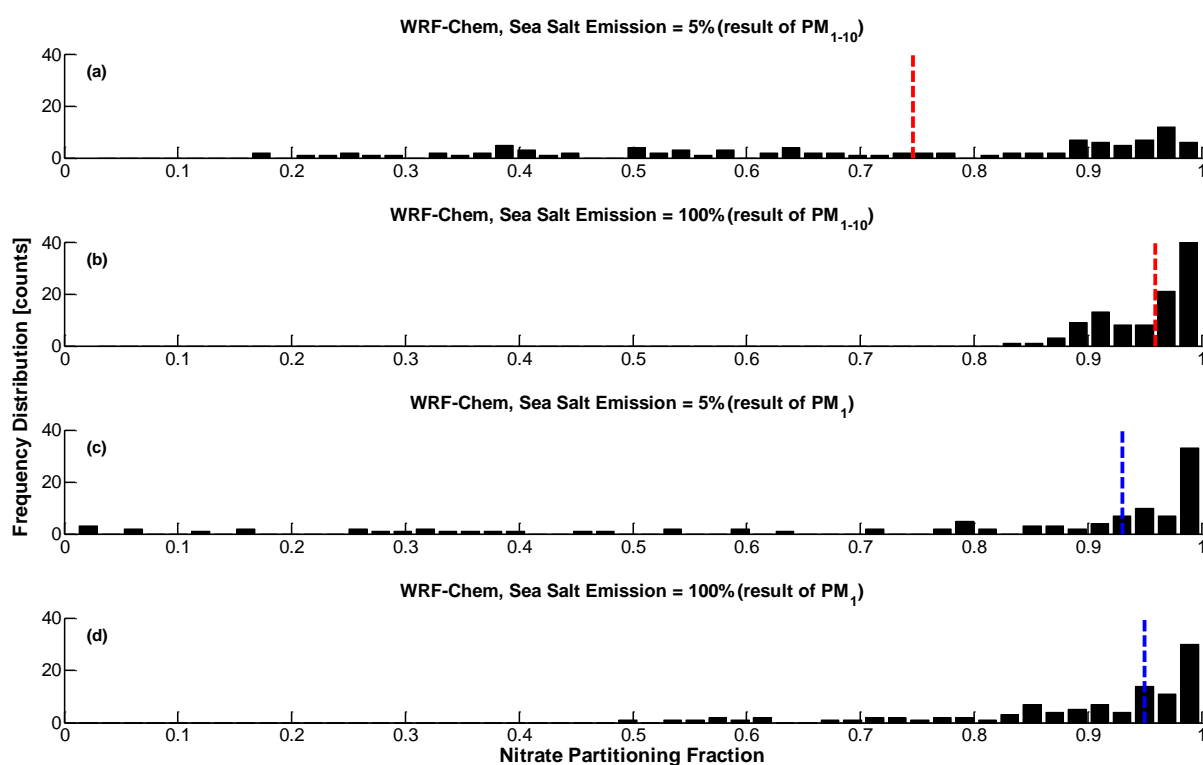 WRF-Chem, Sea Salt Emission = 5% (result of PM1-10)
40
20
0
(a)
0 0.1 0.2 0.3 0.4 0.5 0.6 0.7 0.8 0.9 1
WRF-Chem, Sea Salt Emission = 100% (result of PM1-10)
40
20
0
(b)
0 0.1 0.2 0.3 0.4 0.5 0.6 0.7 0.8 0.9 1
Frequency Distribution [counts]
WRF-Chem, Sea Salt Emission = 5% (result of PM1)
40
20
0
(c)
0 0.1 0.2 0.3 0.4 0.5 0.6 0.7 0.8 0.9 1
WRF-Chem, Sea Salt Emission = 100% (result of PM1)
40
20
0
(d)
0 0.1 0.2 0.3 0.4 0.5 0.6 0.7 0.8 0.9 1
Nitrate Partitioning Fraction